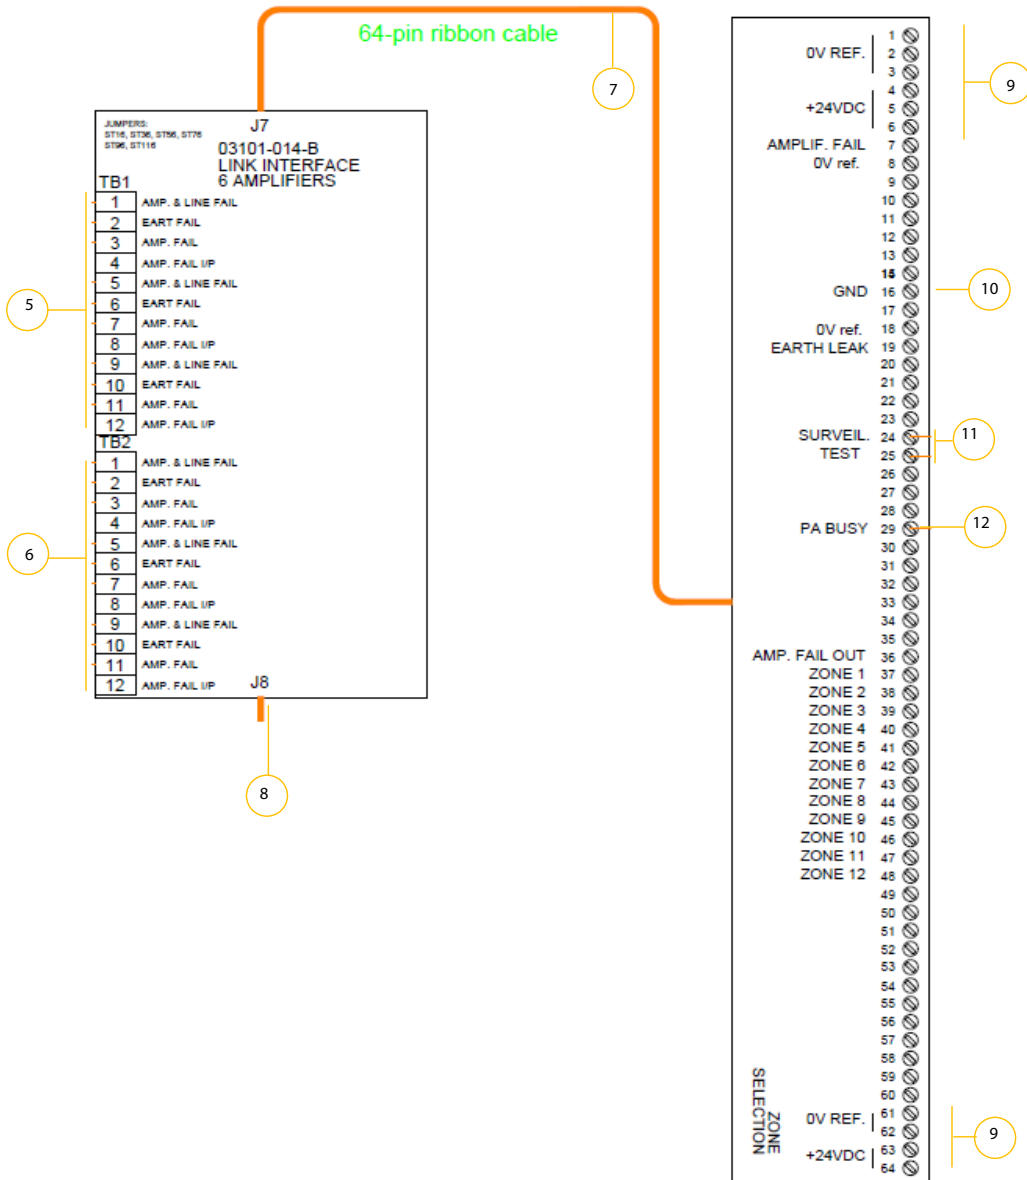 64-pin ribbon cable
7
JUMPERS:
ST16, ST36, ST56, ST76
ST96, ST116
J7
03101-014-B
LINK INTERFACE
6 AMPLIFIERS
TB1
1 AMP. & LINE FAIL
2 EART FAIL
3 AMP. FAIL
4 AMP. FAIL I/P
5 AMP. & LINE FAIL
6 EART FAIL
7 AMP. FAIL
8 AMP. FAIL I/P
9 AMP. & LINE FAIL
10 EART FAIL
11 AMP. FAIL
12 AMP. FAIL I/P
5
TB2
1 AMP. & LINE FAIL
2 EART FAIL
3 AMP. FAIL
4 AMP. FAIL I/P
5 AMP. & LINE FAIL
6 EART FAIL
7 AMP. FAIL
8 AMP. FAIL I/P
9 AMP. & LINE FAIL
10 EART FAIL
11 AMP. FAIL
12 AMP. FAIL I/P
6
J8
8
1
0V REF. 2
3
4
+24VDC 5
6
9
AMPLIF. FAIL 7
0V ref. 8
9
10
11
12
13
15
GND 16
10
17
0V ref. 18
EARTH LEAK 19
20
21
22
23
SURVEIL. 24
TEST 25
11
26
27
28
PA BUSY 29
12
30
31
32
33
34
35
AMP. FAIL OUT 36
ZONE 1 37
ZONE 2 38
ZONE 3 39
ZONE 4 40
ZONE 5 41
ZONE 6 42
ZONE 7 43
ZONE 8 44
ZONE 9 45
ZONE 10 46
ZONE 11 47
ZONE 12 48
49
50
51
52
53
54
55
56
57
58
59
60
0V REF. 61
62
+24VDC 63
64
9
ZONE
SELECTION